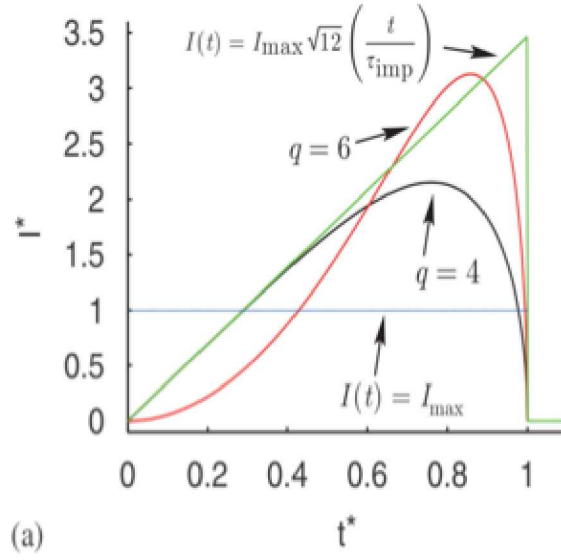 I(t) = I_max √12 (t/τ_imp)
3.5
3
2.5
2
1.5
1
0.5
0
I*
q = 6
q = 4
I(t) = I_max
0 0.2 0.4 0.6 0.8 1
(a)
t*